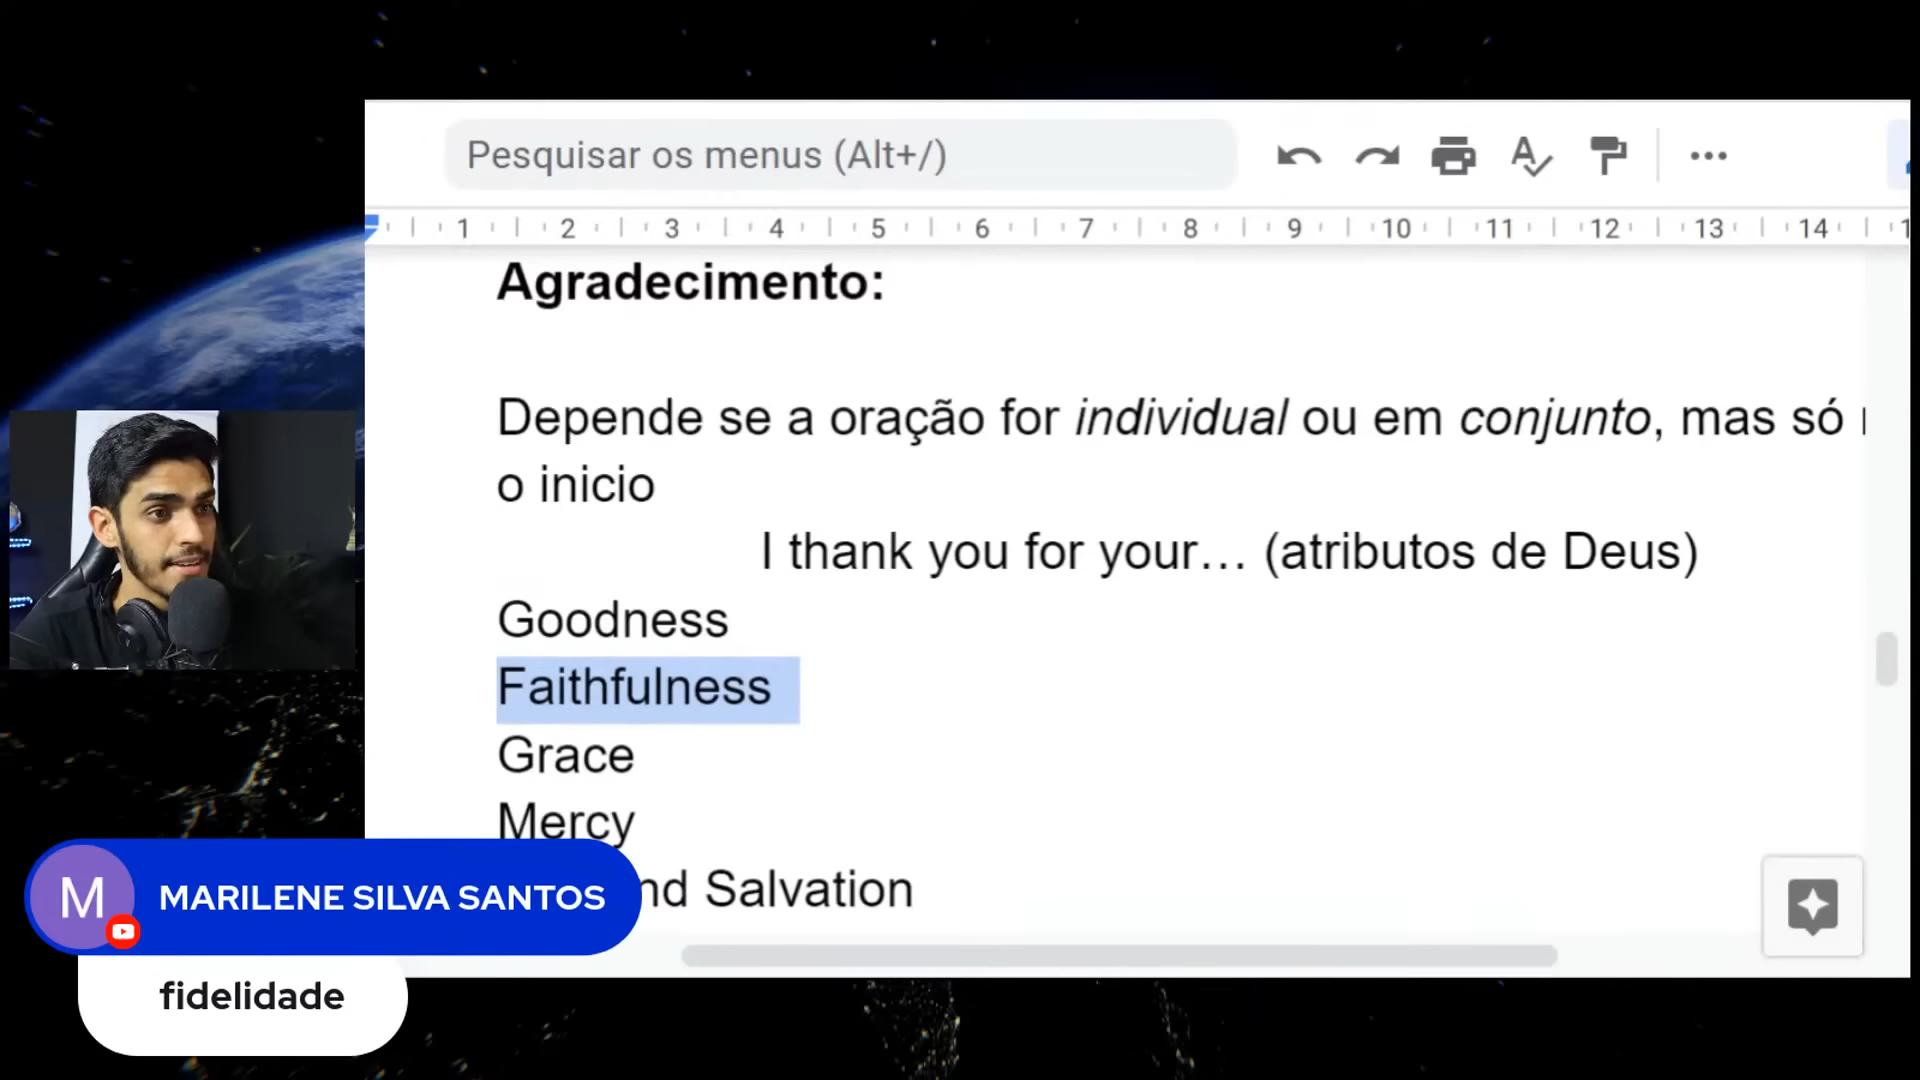 Pesquisar os menus (Alt+/)
1 2 3 4 5 6 7 8 9 10 11 12 13 14
Agradecimento:
Depende se a oração for individual ou em conjunto, mas só
o inicio
I thank you for your... (atributos de Deus)
Goodness
Faithfulness
Grace
Mercy
Salvation
M
MARILENE SILVA SANTOS
fidelidade